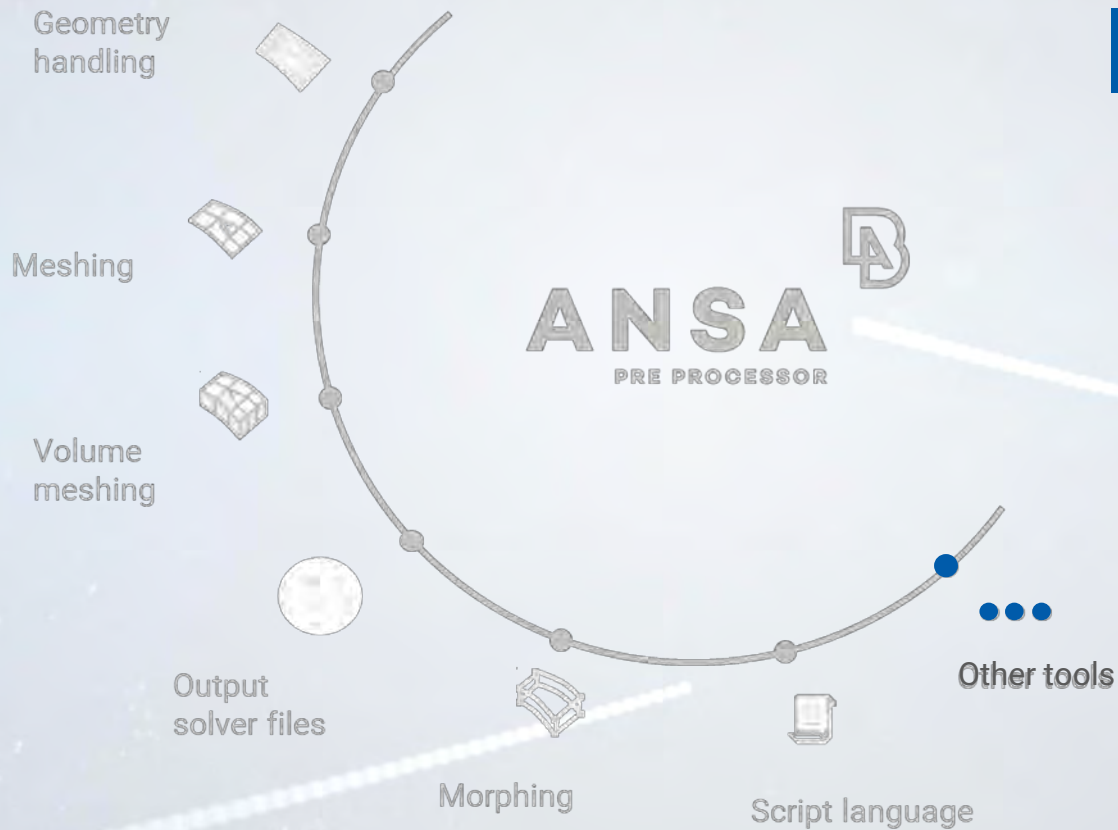 Geometry
handling
Meshing
ANSA
PRE PROCESSOR
Volume
meshing
Output
solver files
Other tools
Morphing
Script language